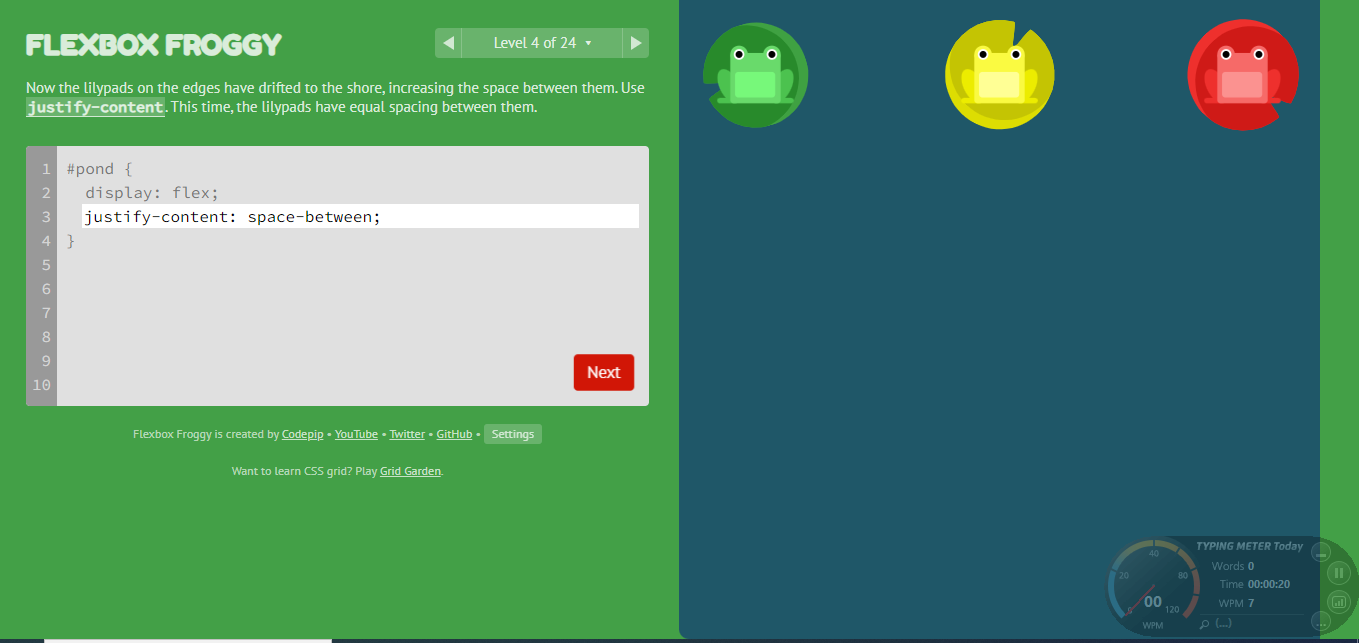 FLEXBOX FROGGY
Level 4 of 24
Now the lilypads on the edges have drifted to the shore, increasing the space between them. Use
justify-content. This time, the lilypads have equal spacing between them.
1 #pond {
2 display: flex;
3 justify-content: space-between;
4 }
5
6
7
8
9
10
Next
Flexbox Froggy is created by Codepip • YouTube • Twitter • GitHub • Settings
Want to learn CSS grid? Play Grid Garden.
TYPING METER Today
Words 0
Time 00:00:20
WPM 7
0 20 40 80 120
00
WPM
(...)